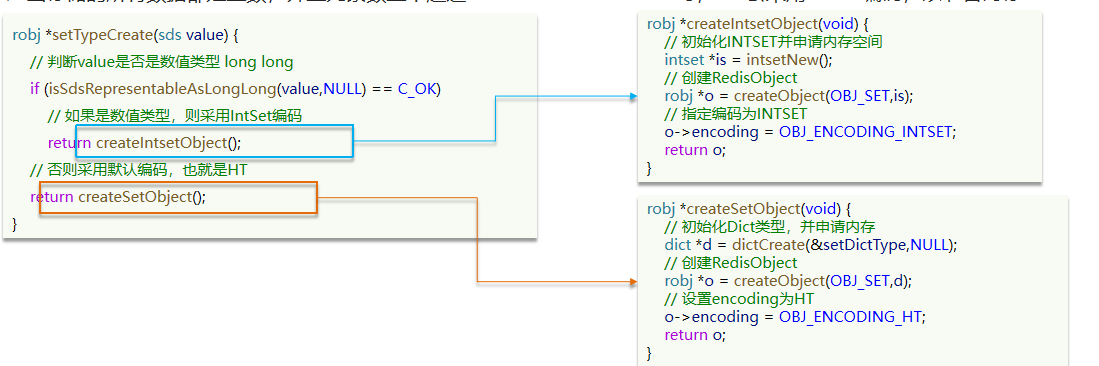 robj *setTypeCreate(sds value) {
// 判断value是否是数值类型 long long
if (isSdsRepresentableAsLongLong(value,NULL) == C_OK)
// 如果是数值类型，则采用IntSet编码
return createIntsetObject();
// 否则采用默认编码，也就是HT
return createSetObject();
}
robj *createIntsetObject(void) {
// 初始化INTSET并申请内存空间
intset *is = intsetNew();
// 创建RedisObject
robj *o = createObject(OBJ_SET,is);
// 指定编码为INTSET
o->encoding = OBJ_ENCODING_INTSET;
return o;
}
robj *createSetObject(void) {
// 初始化Dict类型，并申请内存
dict *d = dictCreate(&setDictType,NULL);
// 创建RedisObject
robj *o = createObject(OBJ_SET,d);
// 设置encoding为HT
o->encoding = OBJ_ENCODING_HT;
return o;
}